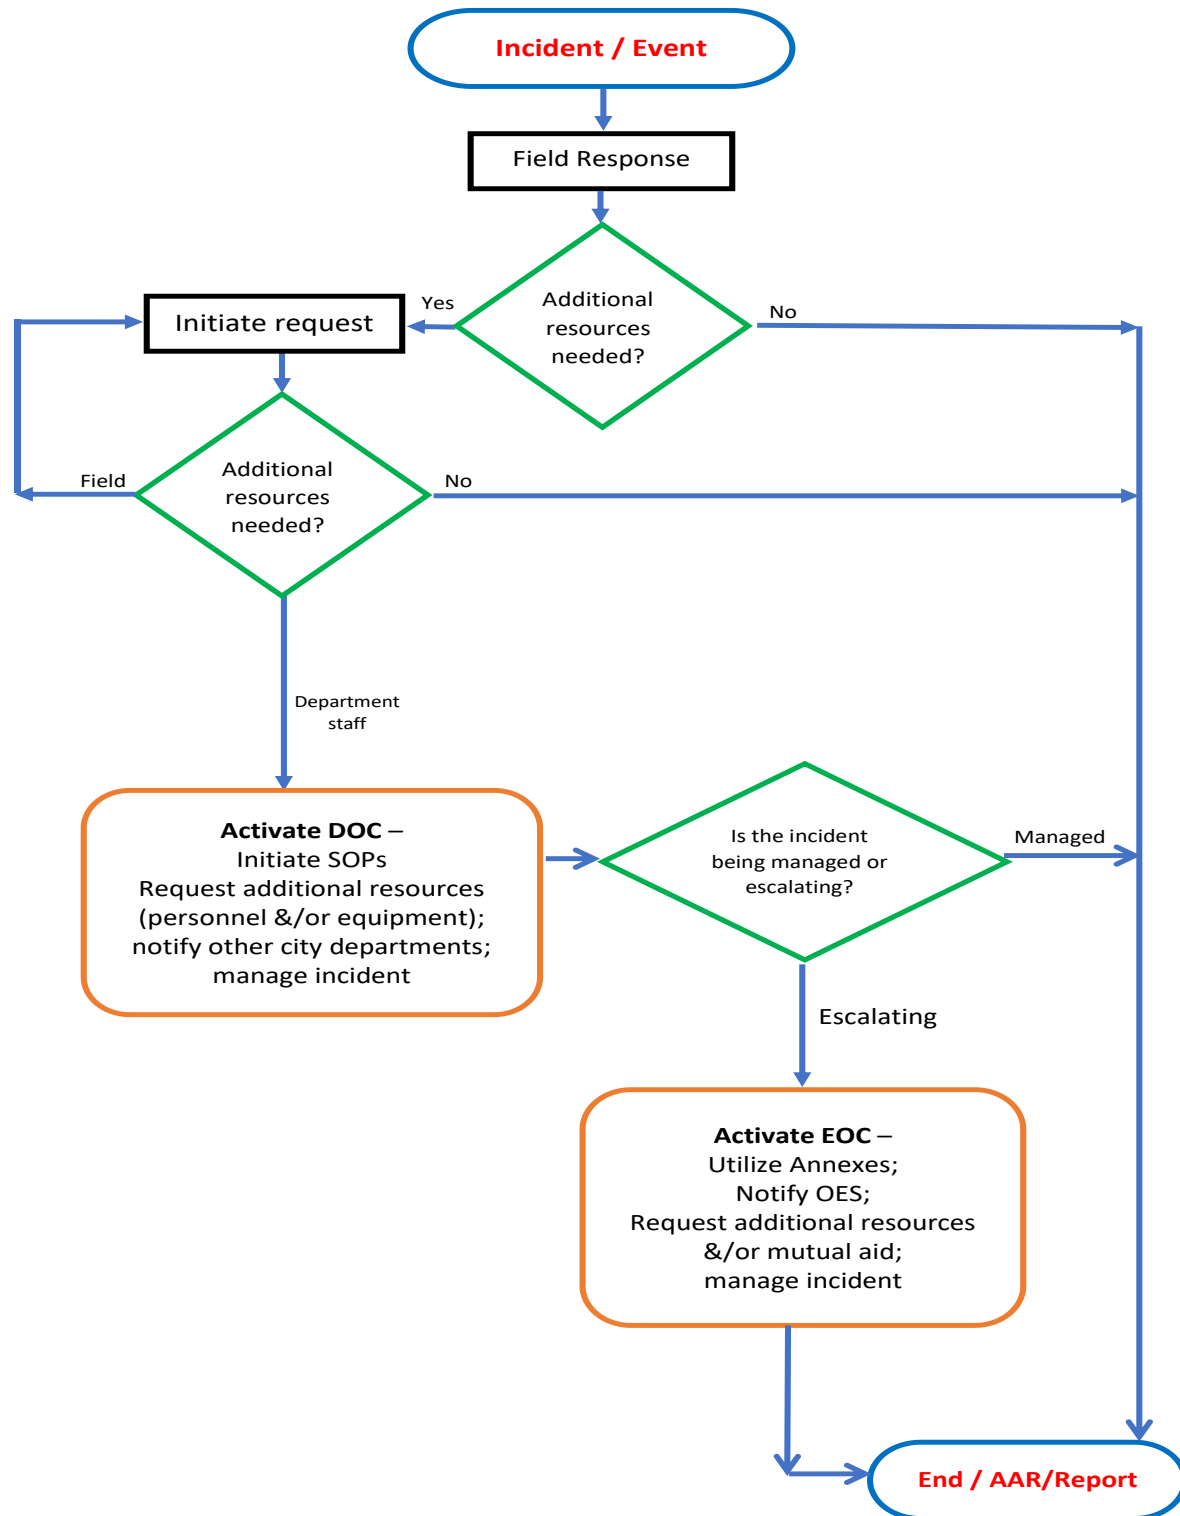 Incident / Event
Field Response
Additional
resources
needed?
Yes
No
Initiate request
Additional
resources
needed?
Field
No
Department
staff
Activate DOC –
Initiate SOPs
Request additional resources
(personnel &/or equipment);
notify other city departments;
manage incident
Is the incident
being managed or
escalating?
Managed
Escalating
Activate EOC –
Utilize Annexes;
Notify OES;
Request additional resources
&/or mutual aid;
manage incident
End / AAR/Report